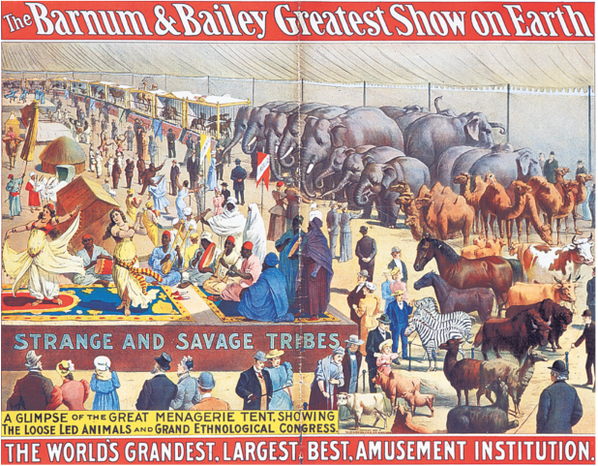 The Barnum & Bailey Greatest Show on Earth
STRANGE AND SAVAGE TRIBES
A GLIMPSE OF THE GREAT MENAGERIE TENT, SHOWING
THE LOOSE LED ANIMALS AND GRAND ETHNOLOGICAL CONGRESS.
THE WORLD'S GRANDEST, LARGEST, BEST, AMUSEMENT INSTITUTION.